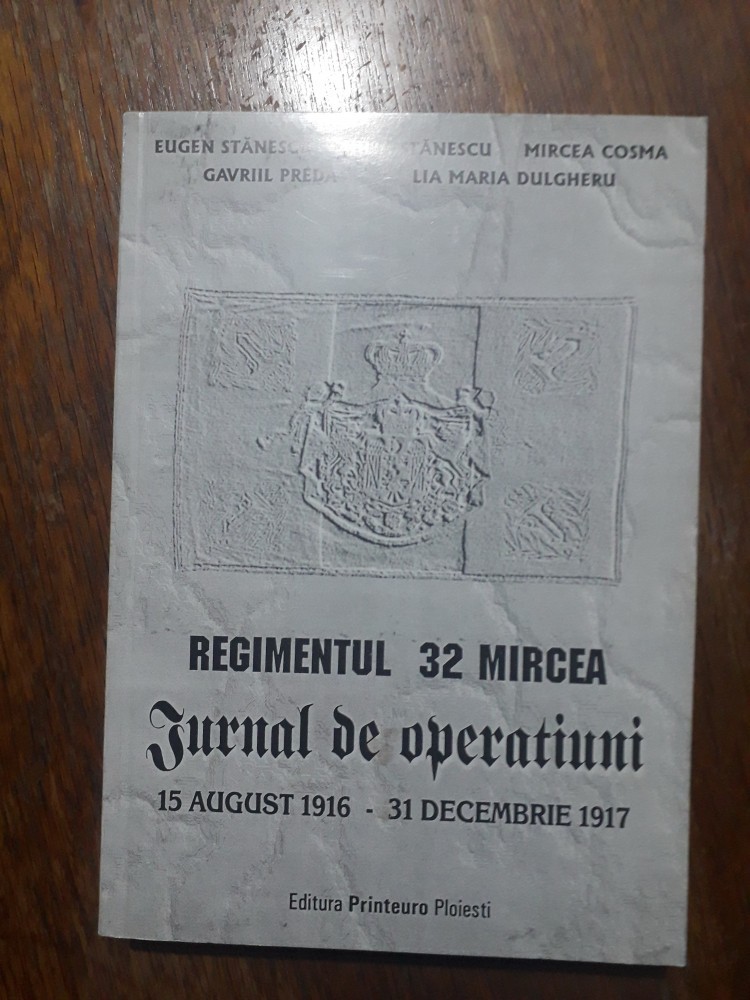 EUGEN STĂNESCU STĂNESCU MIRCEA COSMA
GAVRIIL PREDA LIA MARIA DULGHERU
REGIMENTUL 32 MIRCEA
Jurnal de operatiuni
15 AUGUST 1916 - 31 DECEMBRIE 1917
Editura Printeuro Ploiesti